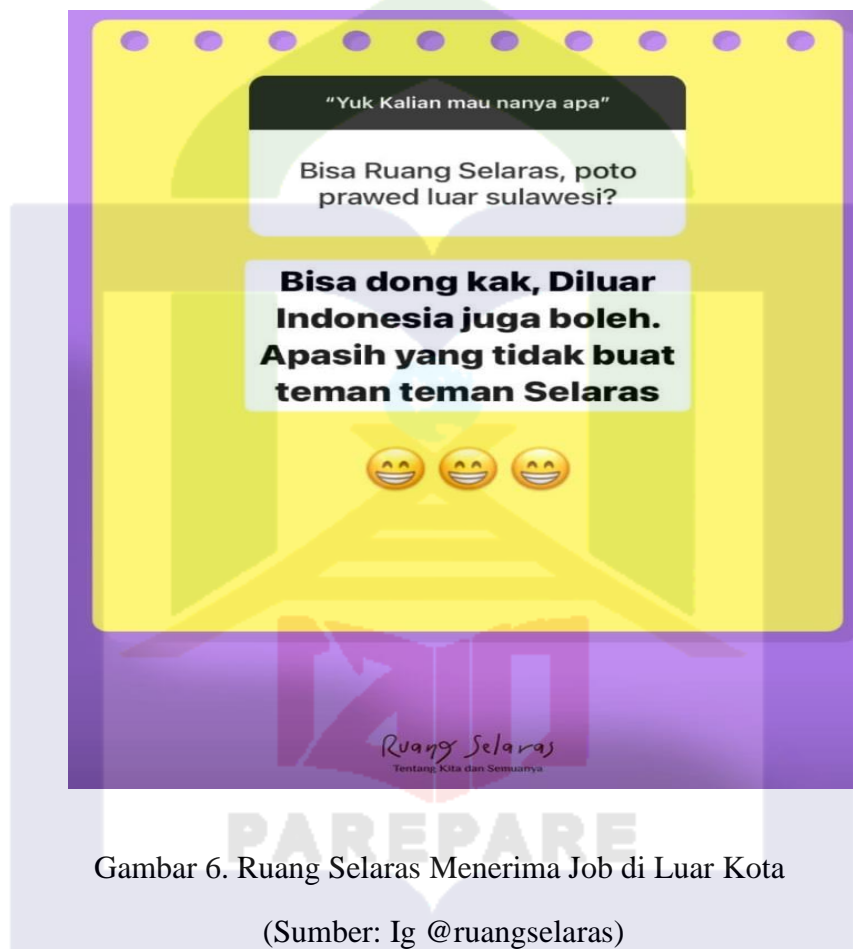 “Yuk Kalian mau nanya apa”
Bisa Ruang Selaras, poto
prawed luar sulawesi?
Bisa dong kak, Diluar
Indonesia juga boleh.
Apasih yang tidak buat
teman teman Selaras
Ruang Selaras
Tentang Kita dan Semuanya
PAREPARE
Gambar 6. Ruang Selaras Menerima Job di Luar Kota
(Sumber: Ig @ruangselaras)